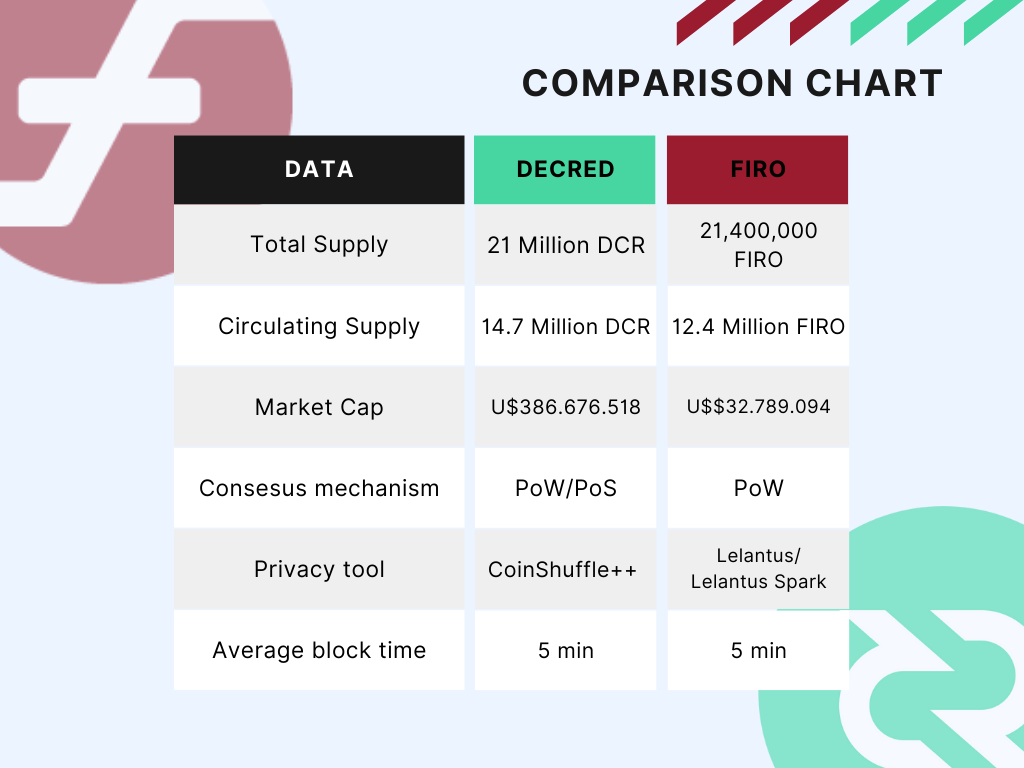 COMPARISON CHART
DATA
DECRED
FIRO
Total Supply
21 Million DCR
21,400,000
FIRO
Circulating Supply
14.7 Million DCR
12.4 Million FIRO
Market Cap
U$386.676.518
U$$32.789.094
Consesus mechanism
PoW/PoS
PoW
Privacy tool
CoinShuffle++
Lelantus/
Lelantus Spark
Average block time
5 min
5 min